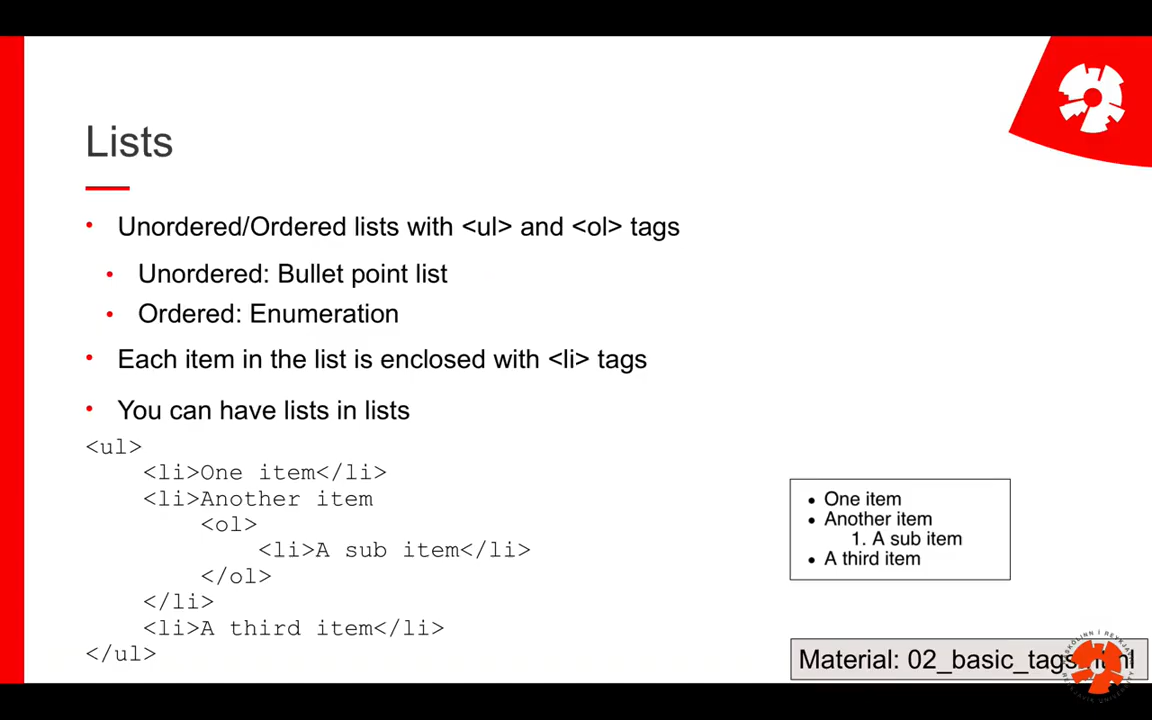 Lists
• Unordered/Ordered lists with <ul> and <ol> tags
• Unordered: Bullet point list
• Ordered: Enumeration
• Each item in the list is enclosed with <li> tags
• You can have lists in lists
<ul>
<li>One item</li>
<li>Another item
<ol>
<li>A sub item</li>
</ol>
</li>
<li>A third item</li>
</ul>
• One item
• Another item
1. A sub item
• A third item
Material: 02_basic_tags